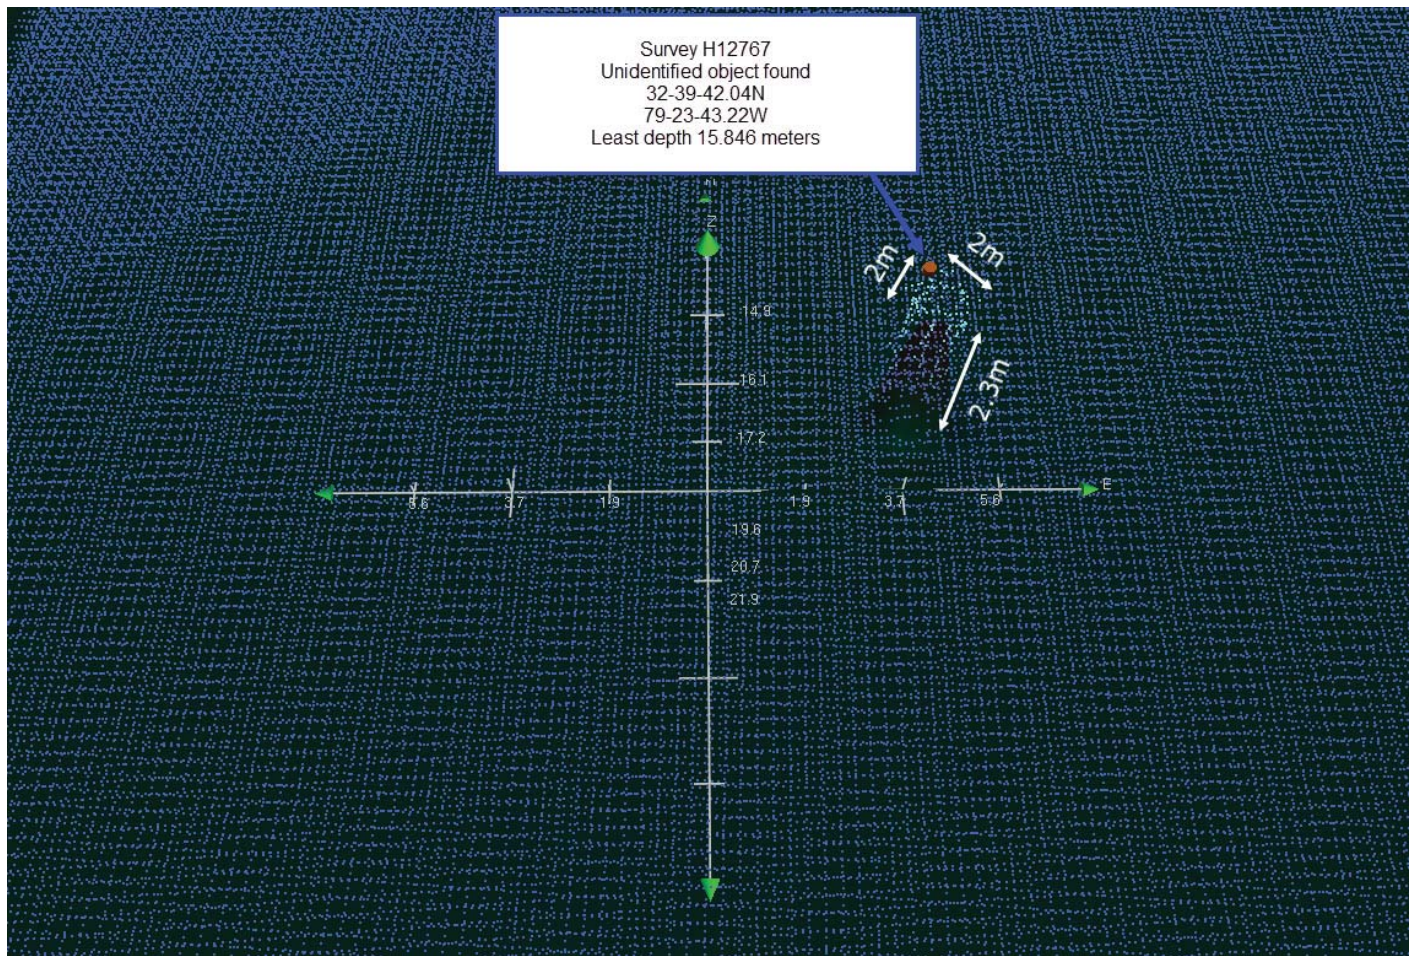 Survey H12767
Unidentified object found
32-39-42.04N
79-23-43.22W
Least depth 15.846 meters
N
2m
2m
14.8
16.1
2.3m
17.2
5.6
3.7
1.9
1.9
3.7
5.6
E
19.6
20.7
21.9